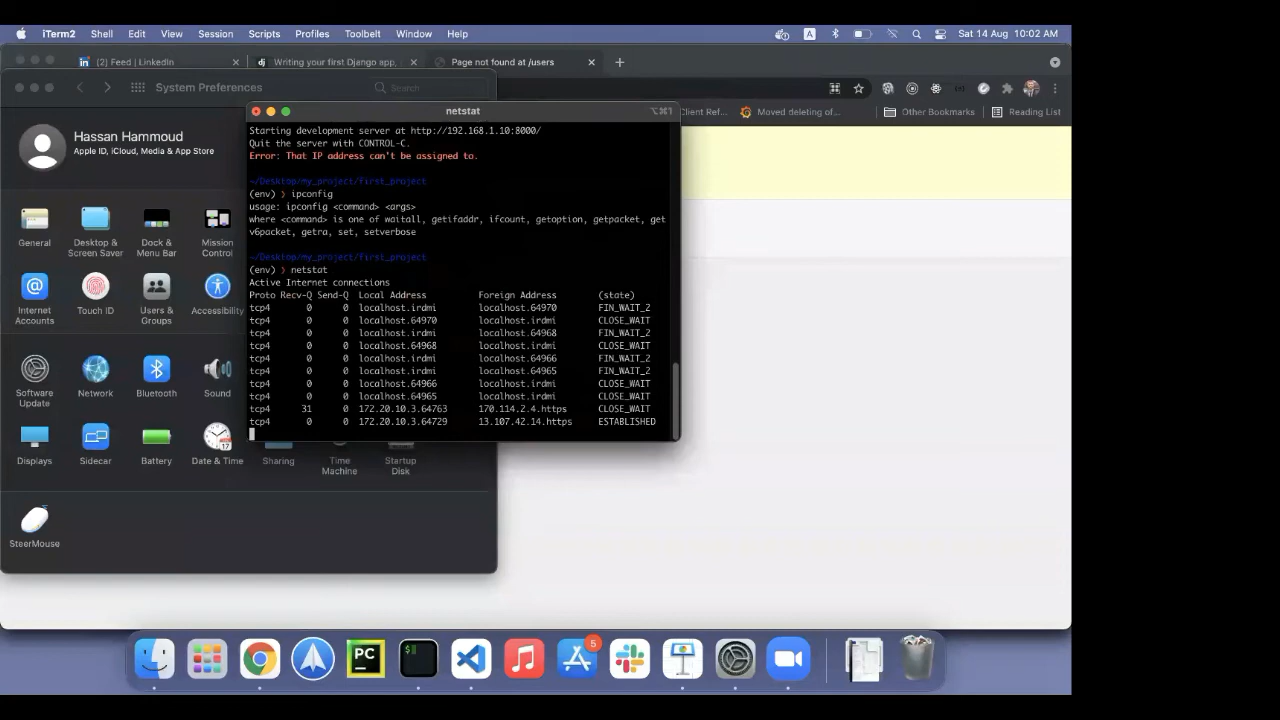 iTerm2 Shell Edit View Session Scripts Profiles Toolbelt Window Help A Sat 14 Aug 10:02 AM
in (2) Feed | LinkedIn dj Writing your first Django app, Page not found at /users
System Preferences Search
Client Ref... Moved deleting of... Other Bookmarks Reading List
netstat ⌥⌘1
Hassan Hammoud
Apple ID, iCloud, Media & App Store
General
Desktop &
Screen Saver
Dock &
Menu Bar
Mission
Control
Internet
Accounts
Touch ID
Users &
Groups
Accessibility
Software
Update
Network
Bluetooth
Sound
Displays
Sidecar
Battery
17
Date & Time
Sharing
Time
Machine
Startup
Disk
SteerMouse
Starting development server at http://192.168.1.10:8000/
Quit the server with CONTROL-C.
Error: That IP address can't be assigned to.
~/Desktop/my_project/first_project
(env) ❯ ipconfig
usage: ipconfig <command> <args>
where <command> is one of waitall, getifaddr, ifcount, getoption, getpacket, get
v6packet, getra, set, setverbose
~/Desktop/my_project/first_project
(env) ❯ netstat
Active Internet connections
Proto Recv-Q Send-Q Local Address Foreign Address (state)
tcp4 0 0 localhost.irdmi localhost.64970 FIN_WAIT_2
tcp4 0 0 localhost.64970 localhost.irdmi CLOSE_WAIT
tcp4 0 0 localhost.irdmi localhost.64968 FIN_WAIT_2
tcp4 0 0 localhost.64968 localhost.irdmi CLOSE_WAIT
tcp4 0 0 localhost.irdmi localhost.64966 FIN_WAIT_2
tcp4 0 0 localhost.irdmi localhost.64965 FIN_WAIT_2
tcp4 0 0 localhost.64966 localhost.irdmi CLOSE_WAIT
tcp4 0 0 localhost.64965 localhost.irdmi CLOSE_WAIT
tcp4 31 0 172.20.10.3.64763 170.114.2.4.https CLOSE_WAIT
tcp4 0 0 172.20.10.3.64729 13.107.42.14.https ESTABLISHED
PC
$
5